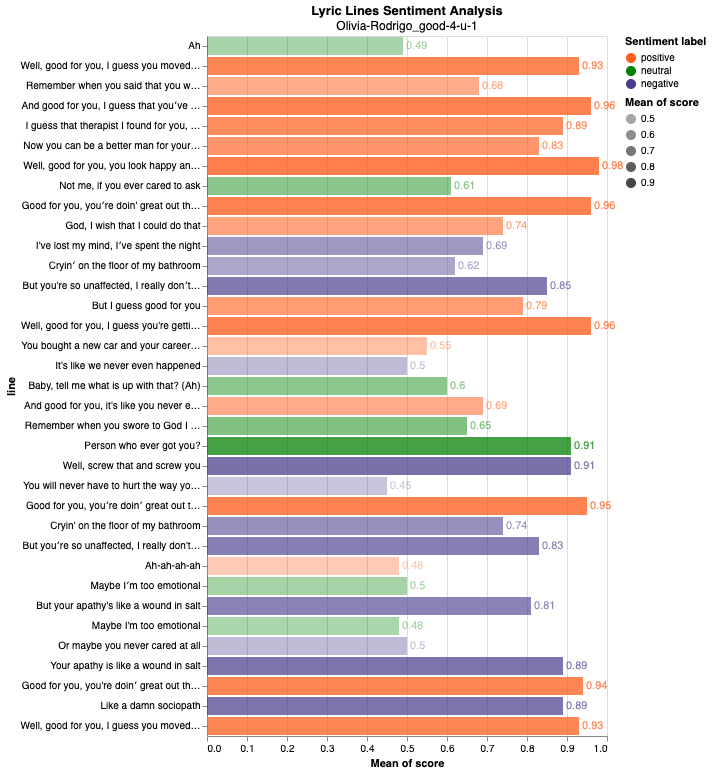 Lyric Lines Sentiment Analysis
Olivia-Rodrigo_good-4-u-1
Ah 0.49
Well, good for you, I guess you moved... 0.93
Remember when you said that you w... 0.68
And good for you, I guess that you′ve ... 0.96
I guess that therapist I found for you, ... 0.89
Now you can be a better man for your... 0.83
Well, good for you, you look happy an... 0.98
Not me, if you ever cared to ask 0.61
Good for you, you′re doin' great out th... 0.96
God, I wish that I could do that 0.74
I've lost my mind, I′ve spent the night 0.69
Cryin′ on the floor of my bathroom 0.62
But you're so unaffected, I really don′t... 0.85
But I guess good for you 0.79
Well, good for you, I guess you're getti... 0.96
You bought a new car and your career... 0.55
It's like we never even happened 0.5
Baby, tell me what is up with that? (Ah) 0.6
And good for you, it's like you never e... 0.69
Remember when you swore to God I ... 0.65
Person who ever got you? 0.91
Well, screw that and screw you 0.91
You will never have to hurt the way yo... 0.45
Good for you, you′re doin′ great out t... 0.95
Cryin' on the floor of my bathroom 0.74
But you′re so unaffected, I really don't... 0.83
Ah-ah-ah-ah 0.48
Maybe I′m too emotional 0.5
But your apathy's like a wound in salt 0.81
Maybe I'm too emotional 0.48
Or maybe you never cared at all 0.5
Your apathy is like a wound in salt 0.89
Good for you, you're doin′ great out th... 0.94
Like a damn sociopath 0.89
Well, good for you, I guess you moved... 0.93
line
0.0 0.1 0.2 0.3 0.4 0.5 0.6 0.7 0.8 0.9 1.0
Mean of score
Sentiment label
positive
neutral
negative
Mean of score
0.5
0.6
0.7
0.8
0.9